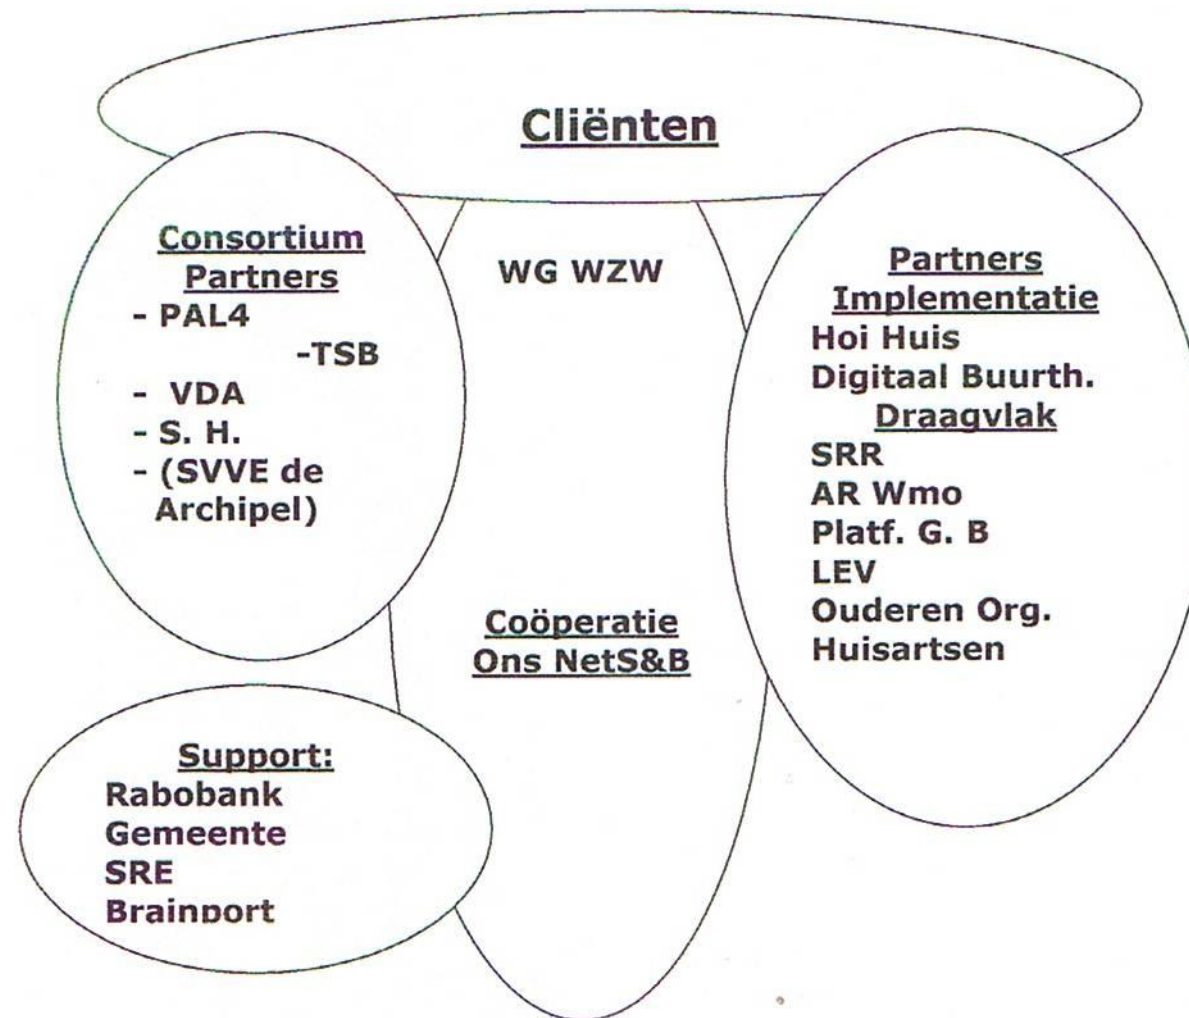 Cliënten
Consortium
Partners
- PAL4
-TSB
- VDA
- S. H.
- (SVVE de
Archipel)
WG WZW
Coöperatie
Ons NetS&B
Partners
Implementatie
Hoi Huis
Digitaal Buurth.
Draagvlak
SRR
AR Wmo
Platf. G. B
LEV
Ouderen Org.
Huisartsen
Support:
Rabobank
Gemeente
SRE
Brainport